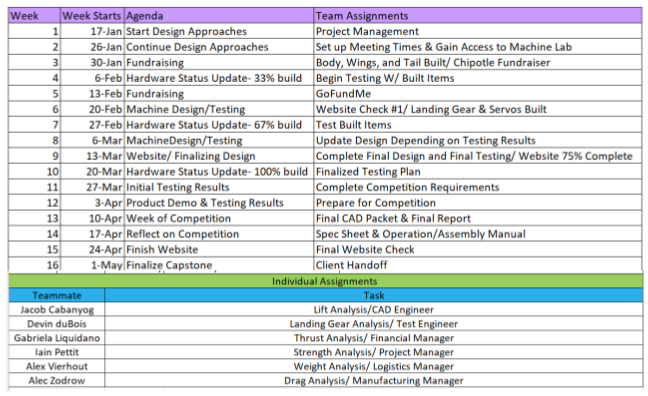 Week Week Starts Agenda Team Assignments
1 17-Jan Start Design Approaches Project Management
2 26-Jan Continue Design Approaches Set up Meeting Times & Gain Access to Machine Lab
3 30-Jan Fundraising Body, Wings, and Tail Built/ Chipotle Fundraiser
4 6-Feb Hardware Status Update- 33% build Begin Testing W/ Built Items
5 13-Feb Fundraising GoFundMe
6 20-Feb Machine Design/Testing Website Check #1/ Landing Gear & Servos Built
7 27-Feb Hardware Status Update- 67% build Test Built Items
8 6-Mar MachineDesign/Testing Update Design Depending on Testing Results
9 13-Mar Website/ Finalizing Design Complete Final Design and Final Testing/ Website 75% Complete
10 20-Mar Hardware Status Update- 100% build Finalized Testing Plan
11 27-Mar Initial Testing Results Complete Competition Requirements
12 3-Apr Product Demo & Testing Results Prepare for Competition
13 10-Apr Week of Competition Final CAD Packet & Final Report
14 17-Apr Reflect on Competition Spec Sheet & Operation/Assembly Manual
15 24-Apr Finish Website Final Website Check
16 1-May Finalize Capstone Client Handoff
Individual Assignments
Teammate Task
Jacob Cabanyog Lift Analysis/CAD Engineer
Devin duBois Landing Gear Analysis/ Test Engineer
Gabriela Liquidano Thrust Analysis/ Financial Manager
Iain Pettit Strength Analysis/ Project Manager
Alex Vierhout Weight Analysis/ Logistics Manager
Alec Zodrow Drag Analysis/ Manufacturing Manager